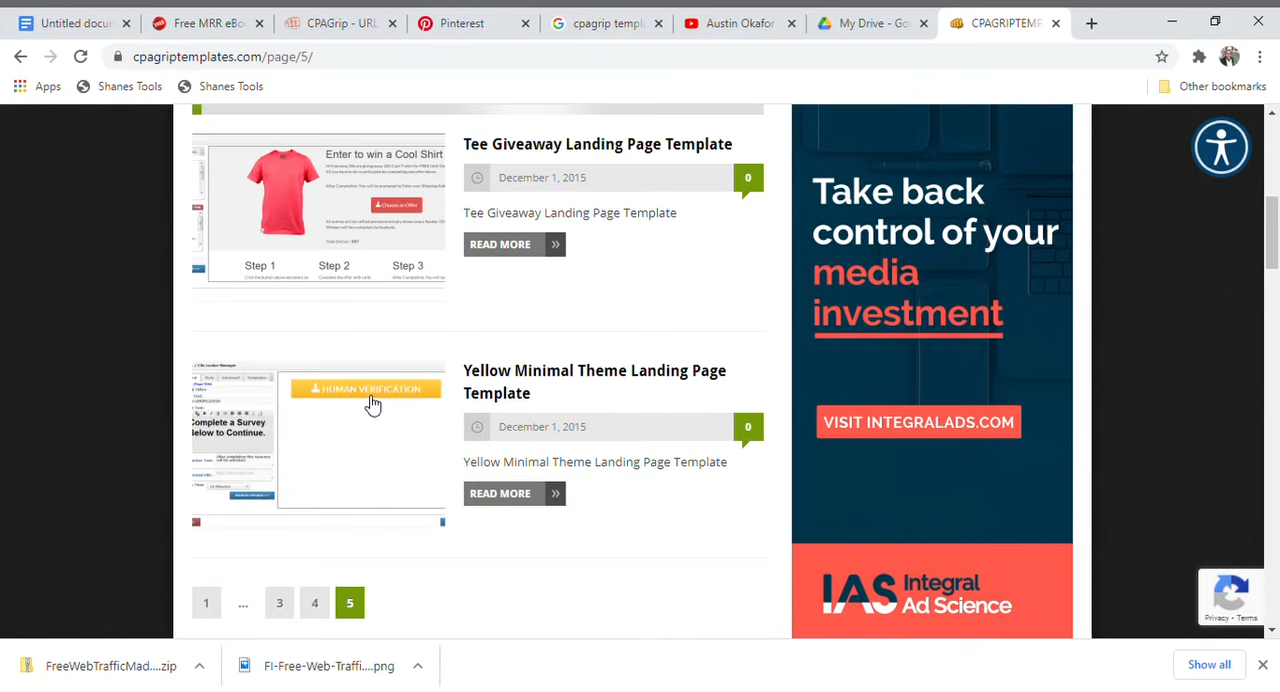 Untitled docum
Free MRR eBo
CPAGrip - URL
Pinterest
cpagrip templ
Austin Okafor
My Drive - Go
CPAGRIPTEMP
cpagriptemplates.com/page/5/
Apps
Shanes Tools
Shanes Tools
Other bookmarks
Enter to win a Cool Shirt
Choose an Offer
Step 1
Step 2
Step 3
Tee Giveaway Landing Page Template
December 1, 2015
0
Tee Giveaway Landing Page Template
READ MORE »
HUMAN VERIFICATION
Complete a Survey
Below to Continue.
Yellow Minimal Theme Landing Page
Template
December 1, 2015
0
Yellow Minimal Theme Landing Page Template
READ MORE »
1
...
3
4
5
Take back
control of your
media
investment
VISIT INTEGRALADS.COM
IAS Integral
Ad Science
Privacy - Terms
FreeWebTrafficMad....zip
FI-Free-Web-Traffi....png
Show all